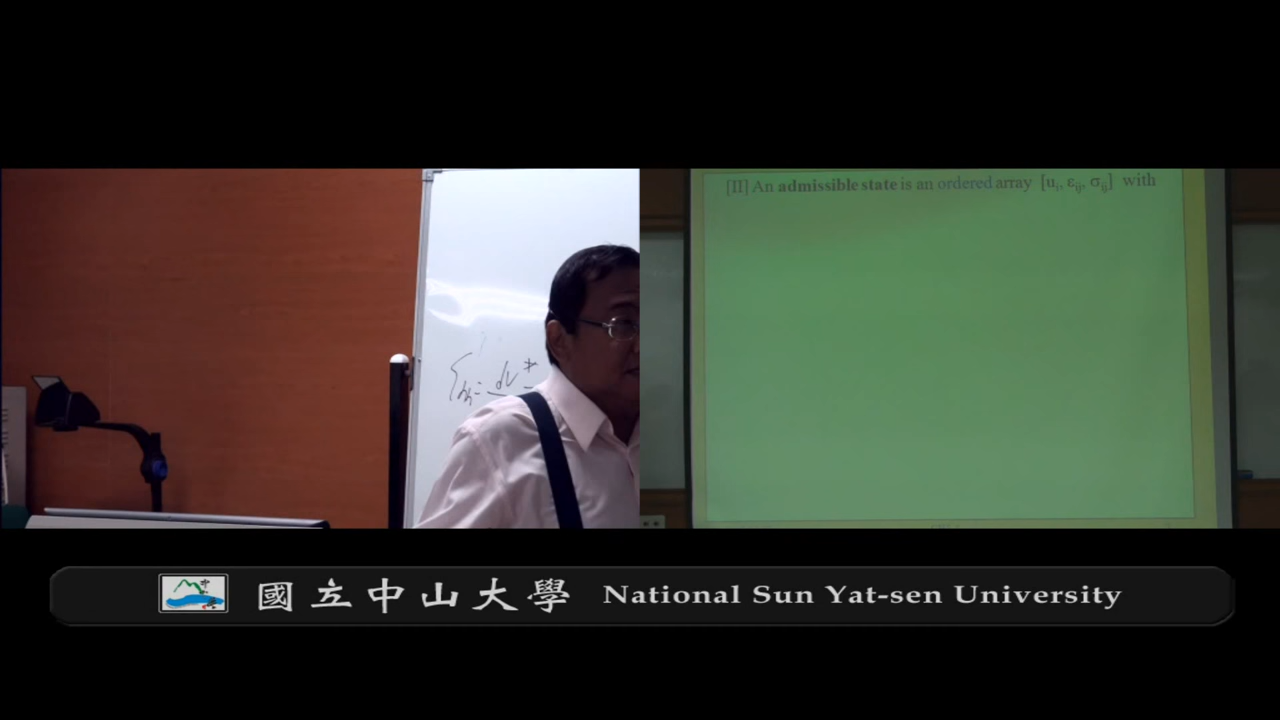 [II] An admissible state is an ordered array [uᵢ, εᵢⱼ, σᵢⱼ] with
國立中山大學 National Sun Yat-sen University